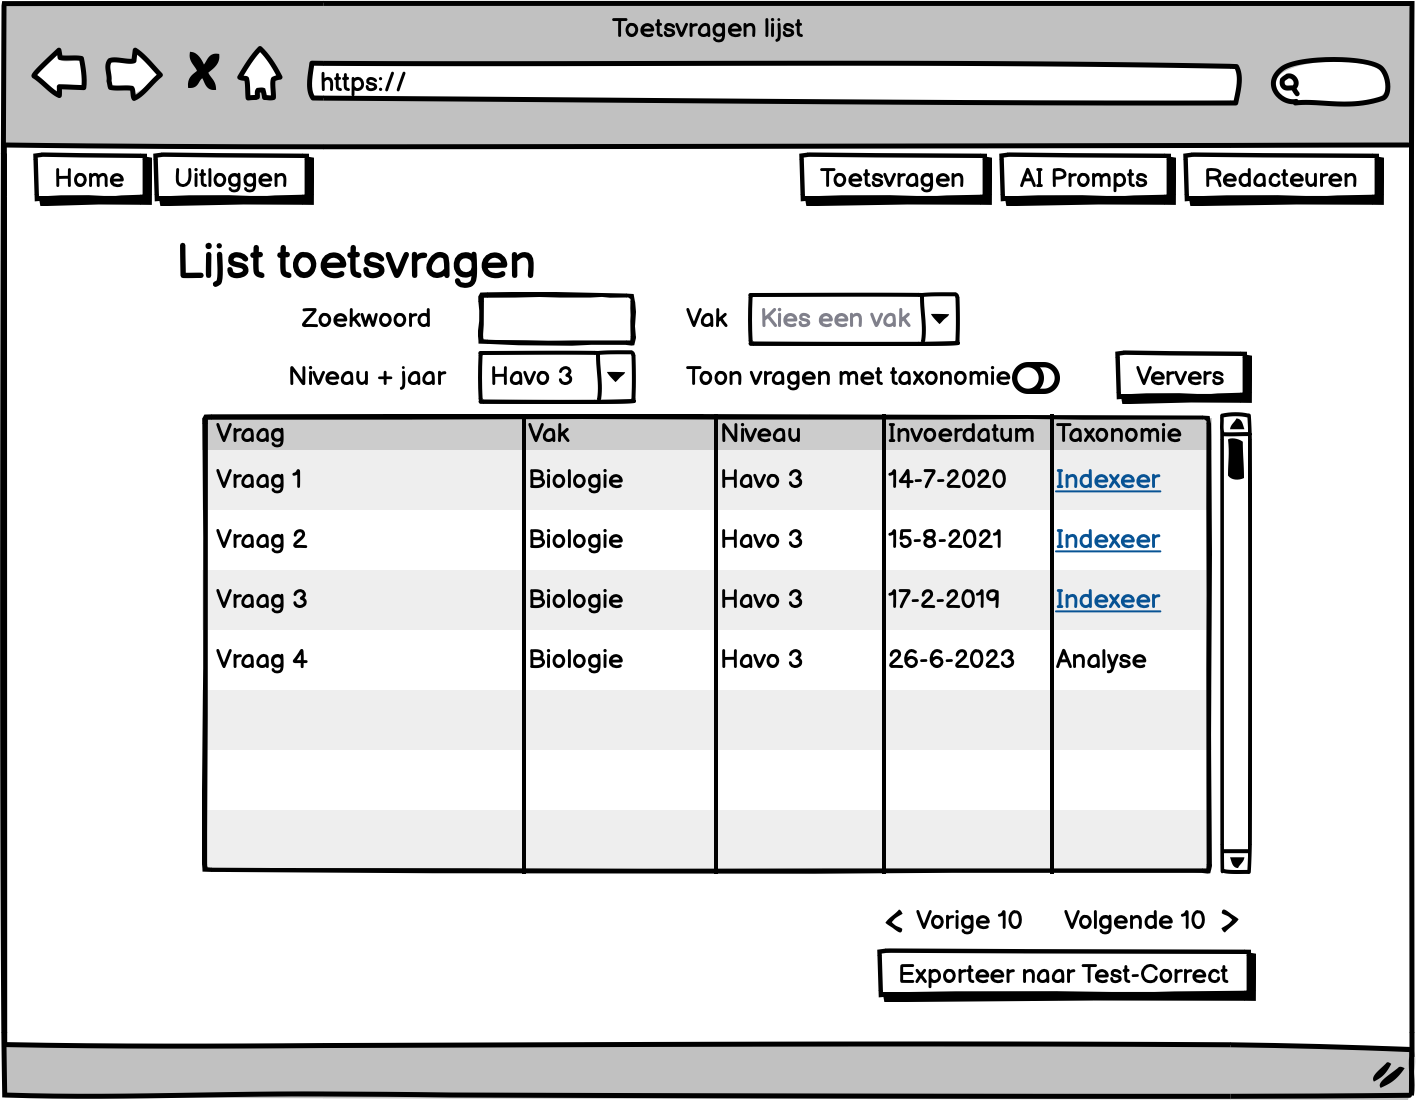 Toetsvragen lijst
https://
Home Uitloggen Toetsvragen AI Prompts Redacteuren
Lijst toetsvragen
Zoekwoord Vak Kies een vak
Niveau + jaar Havo 3 Toon vragen met taxonomie Ververs
Vraag Vak Niveau Invoerdatum Taxonomie
Vraag 1 Biologie Havo 3 14-7-2020 Indexeer
Vraag 2 Biologie Havo 3 15-8-2021 Indexeer
Vraag 3 Biologie Havo 3 17-2-2019 Indexeer
Vraag 4 Biologie Havo 3 26-6-2023 Analyse
Vorige 10 Volgende 10
Exporteer naar Test-Correct